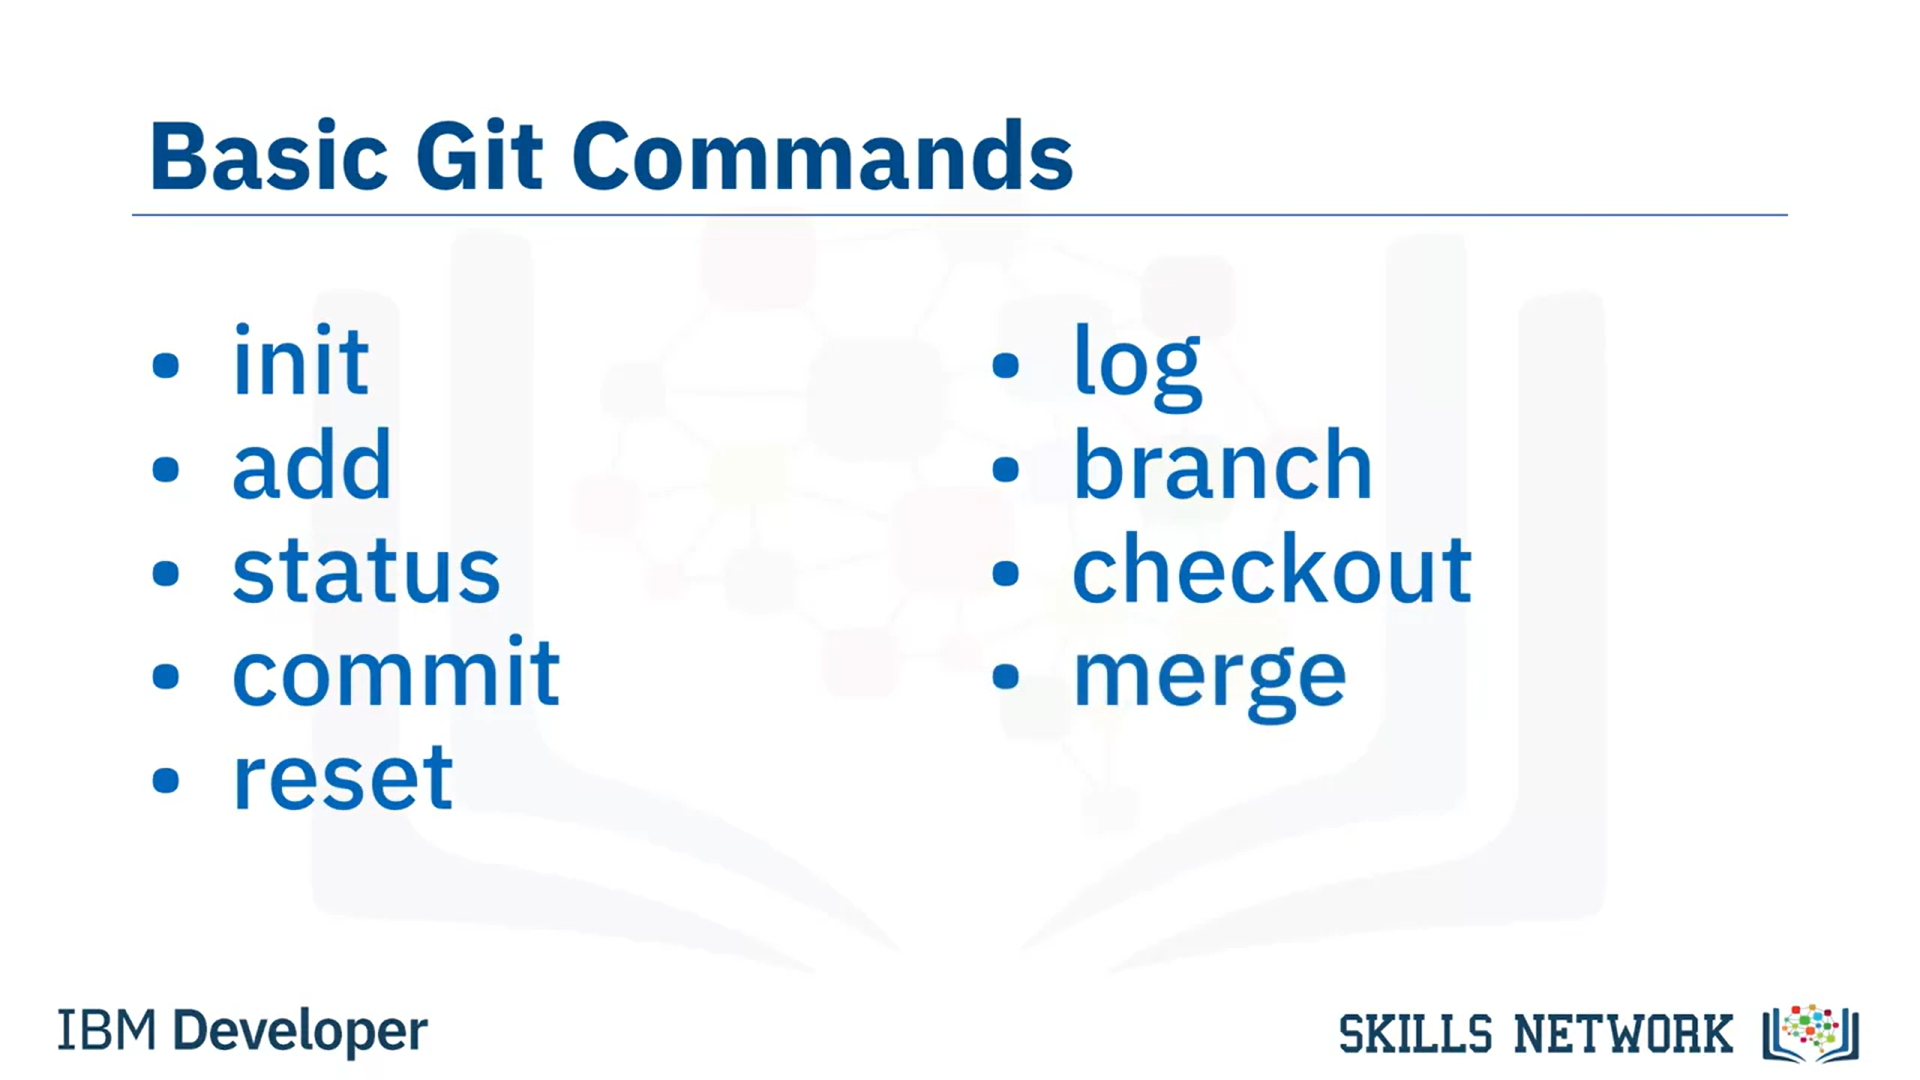 Basic Git Commands
• init
• add
• status
• commit
• reset
• log
• branch
• checkout
• merge
IBM Developer
SKILLS NETWORK